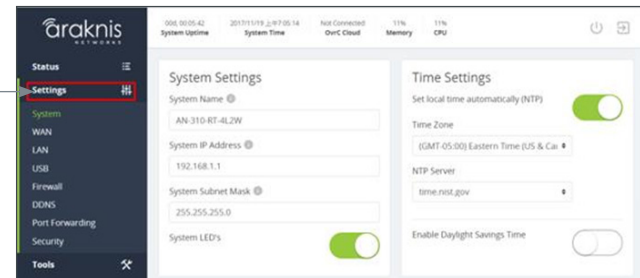 araknis
NETWORKS
00d, 00:05:42
System Uptime
2017/11/19 上午7:05:14
System Time
Not Connected
OvrC Cloud
11%
Memory
11%
CPU
Status
Settings
System
WAN
LAN
USB
Firewall
DDNS
Port Forwarding
Security
Tools
System Settings
System Name
AN-310-RT-4L2W
System IP Address
192.168.1.1
System Subnet Mask
255.255.255.0
System LED's
Time Settings
Set local time automatically (NTP)
Time Zone
(GMT-05:00) Eastern Time (US & Cai
NTP Server
time.nist.gov
Enable Daylight Savings Time